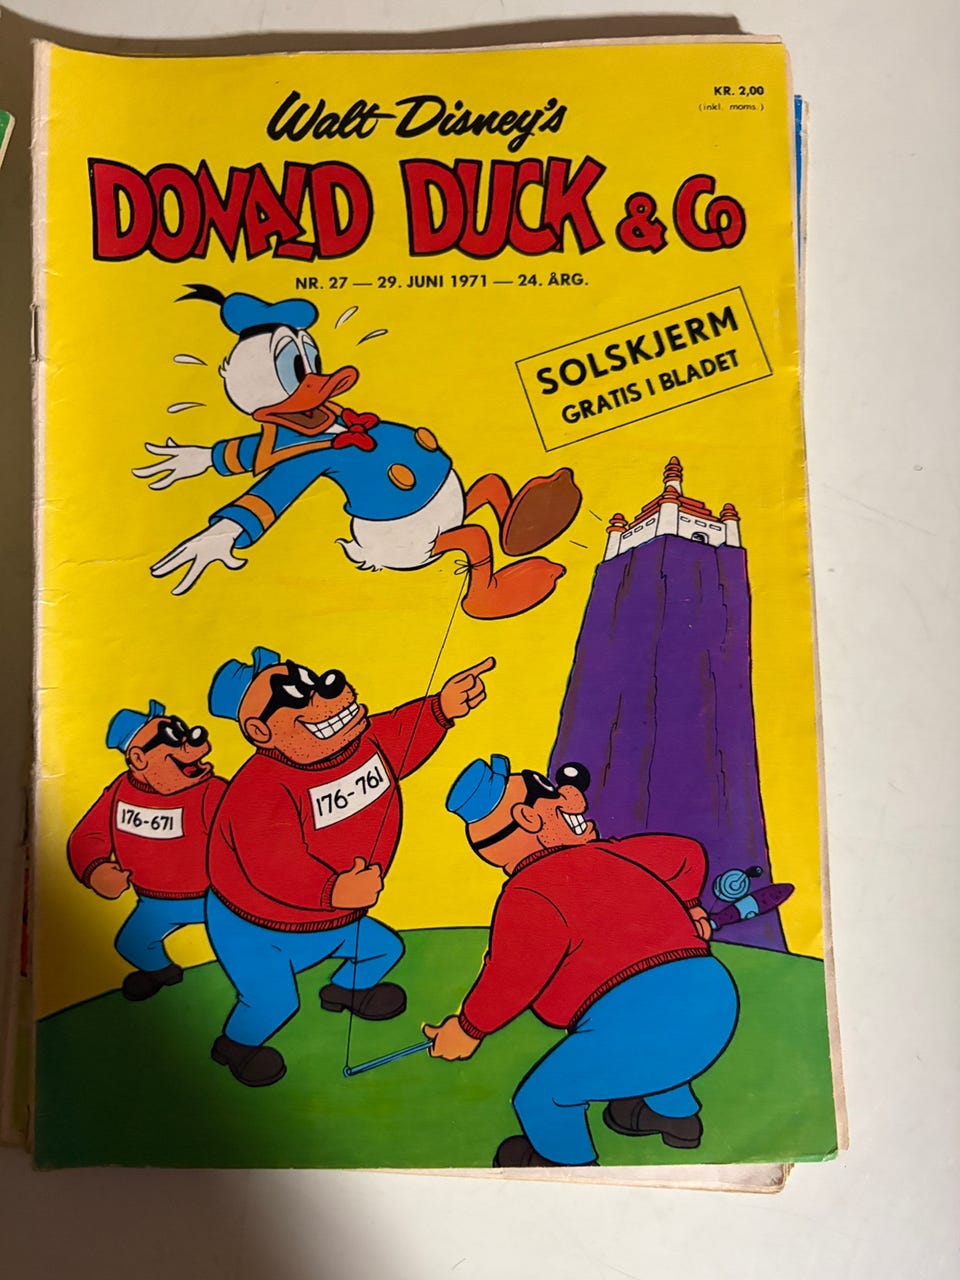 KR. 2,00
(inkl. moms.)
Walt Disney's
DONALD DUCK & Co
NR. 27 — 29. JUNI 1971 — 24. ÅRG.
SOLSKJERM
GRATIS I BLADET
176-761
176-671